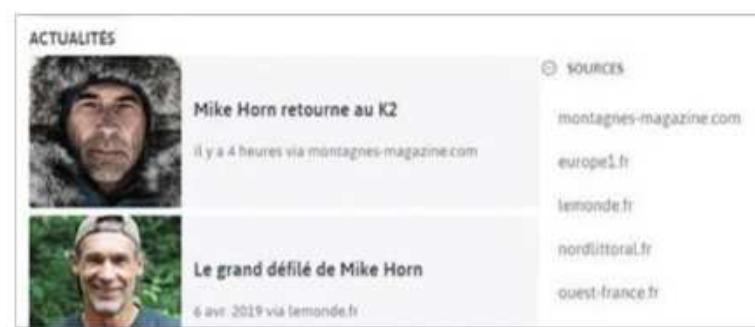 ACTUALITÉS
Mike Horn retourne au K2
il y a 4 heures via montagnes-magazine.com
Le grand défilé de Mike Horn
6 avr. 2019 via lemonde.fr
SOURCES
montagnes-magazine.com
europe1.fr
lemonde.fr
nordlittoral.fr
ouest-france.fr